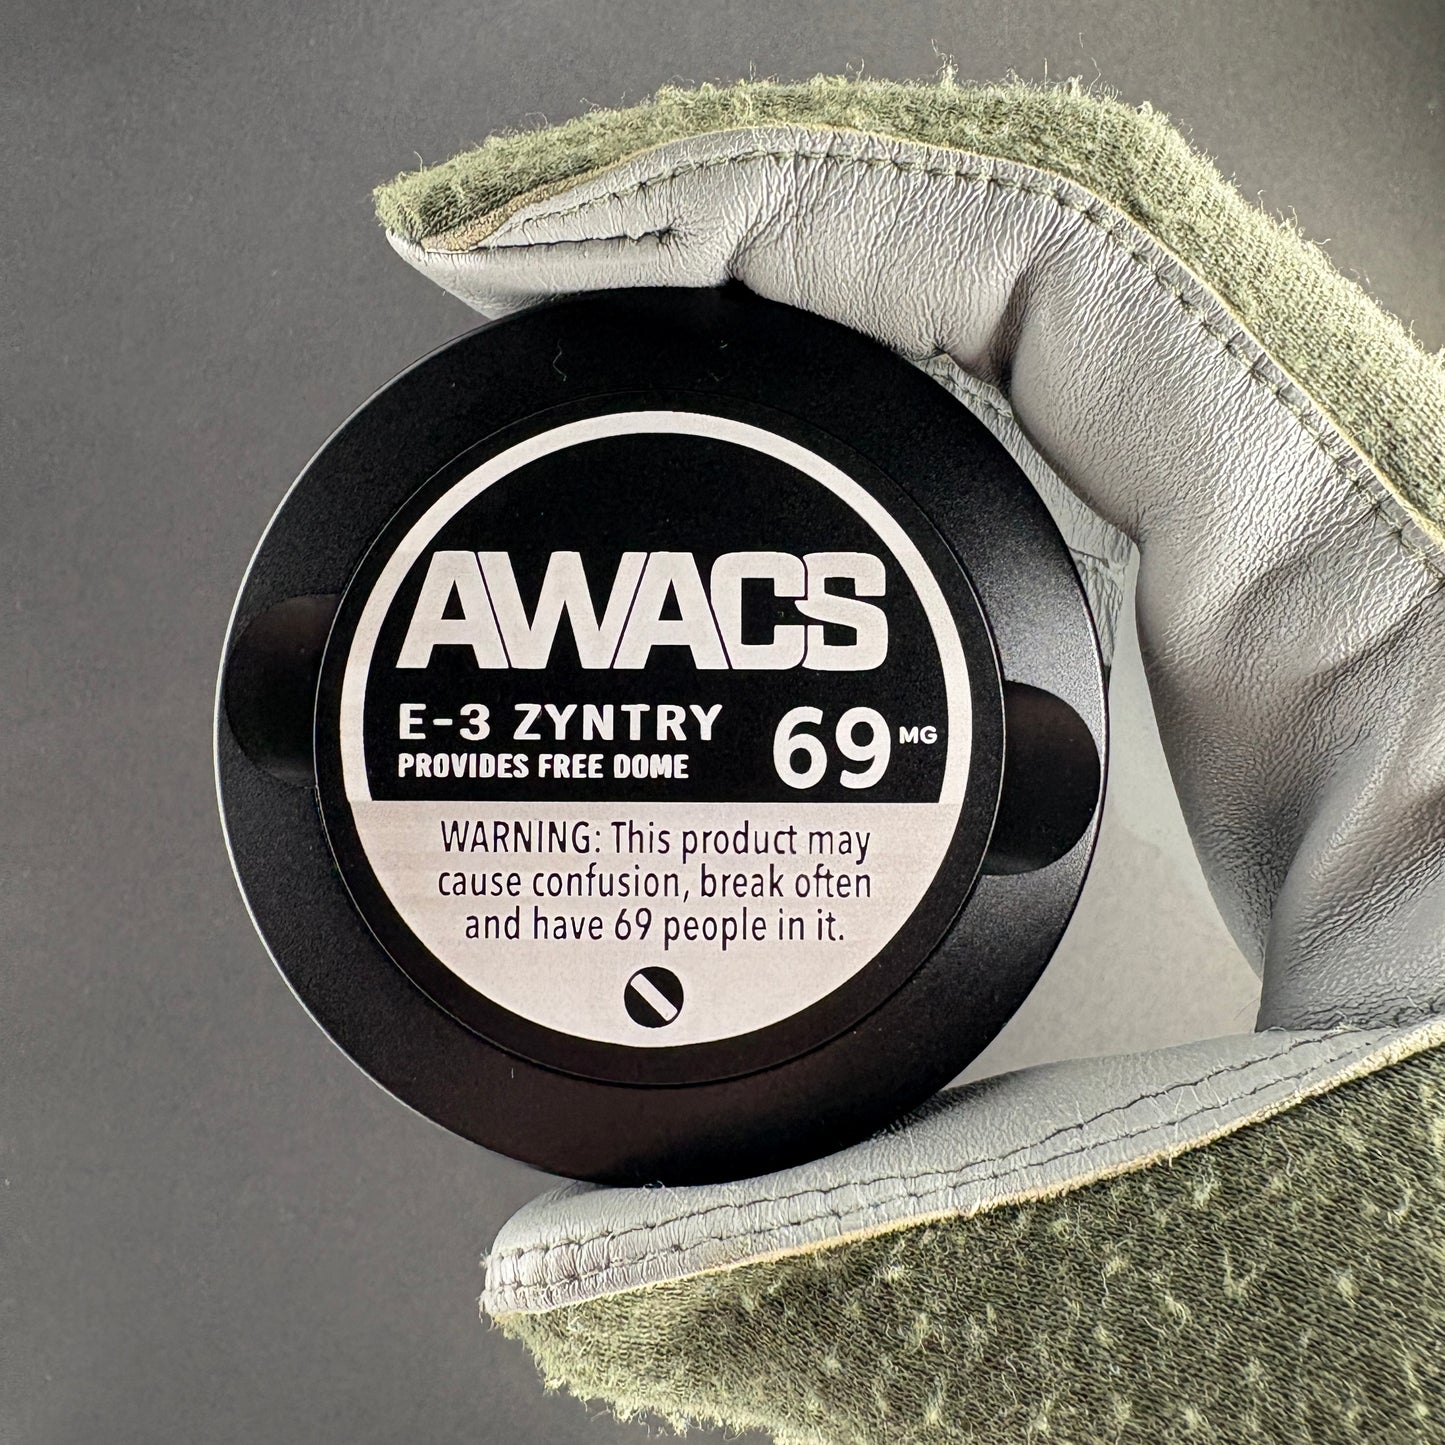 AWACS
E-3 ZYNTRY
PROVIDES FREE DOME
69 MG
WARNING: This product may
cause confusion, break often
and have 69 people in it.